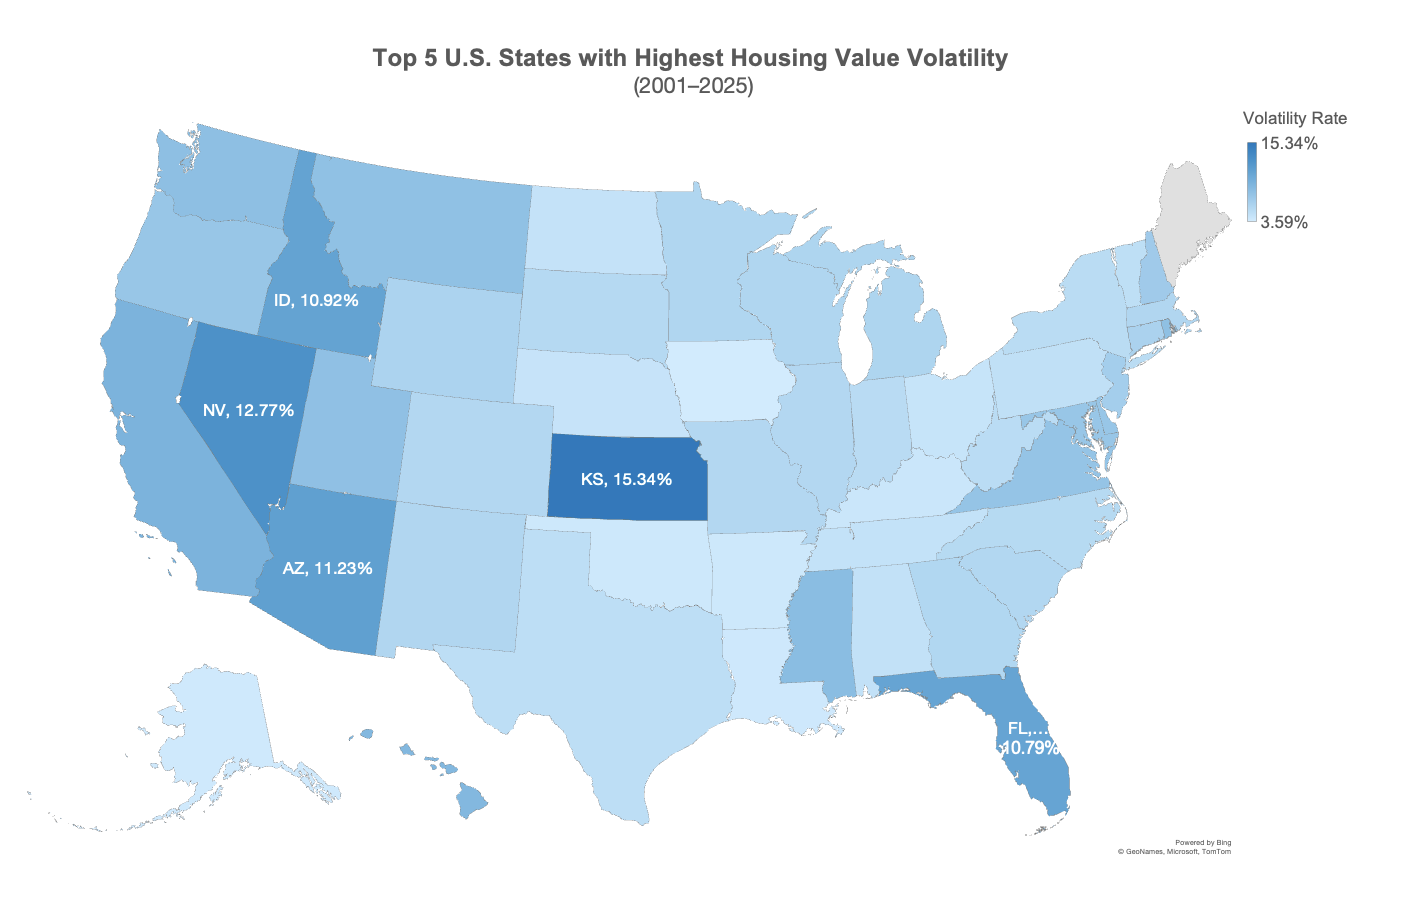 Top 5 U.S. States with Highest Housing Value Volatility
(2001–2025)
Volatility Rate
15.34%
3.59%
ID, 10.92%
NV, 12.77%
KS, 15.34%
AZ, 11.23%
FL,...
10.79%
Powered by Bing
© GeoNames, Microsoft, TomTom